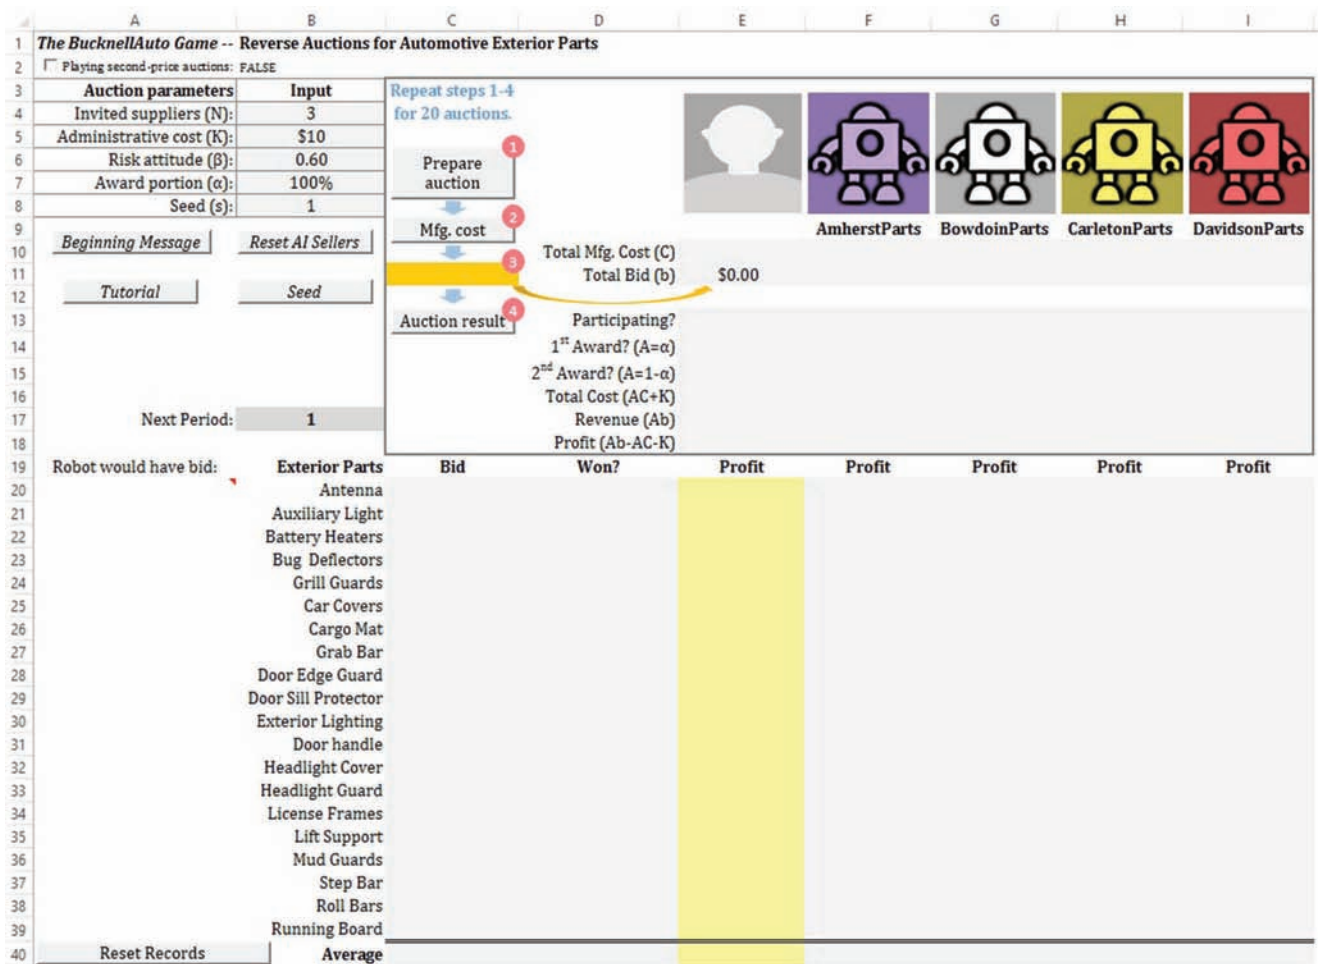 A B C D E F G H I
1 The BucknellAuto Game -- Reverse Auctions for Automotive Exterior Parts
2 Playing second-price auctions: FALSE
3 Auction parameters Input Repeat steps 1-4
4 Invited suppliers (N): 3 for 20 auctions.
5 Administrative cost (K): $10
1
6 Risk attitude (β): 0.60 Prepare
7 Award portion (α): 100% auction
8 Seed (s): 1
2
9 Mfg. cost AmherstParts BowdoinParts CarletonParts DavidsonParts
Beginning Message Reset AI Sellers
10 Total Mfg. Cost (C)
3
11 Total Bid (b) $0.00
12 Tutorial Seed
4
13 Auction result Participating?
14 1st Award? (A=α)
15 2nd Award? (A=1-α)
16 Total Cost (AC+K)
17 Next Period: 1 Revenue (Ab)
18 Profit (Ab-AC-K)
19 Robot would have bid: Exterior Parts Bid Won? Profit Profit Profit Profit Profit
20 Antenna
21 Auxiliary Light
22 Battery Heaters
23 Bug Deflectors
24 Grill Guards
25 Car Covers
26 Cargo Mat
27 Grab Bar
28 Door Edge Guard
29 Door Sill Protector
30 Exterior Lighting
31 Door handle
32 Headlight Cover
33 Headlight Guard
34 License Frames
35 Lift Support
36 Mud Guards
37 Step Bar
38 Roll Bars
39 Running Board
40 Reset Records Average